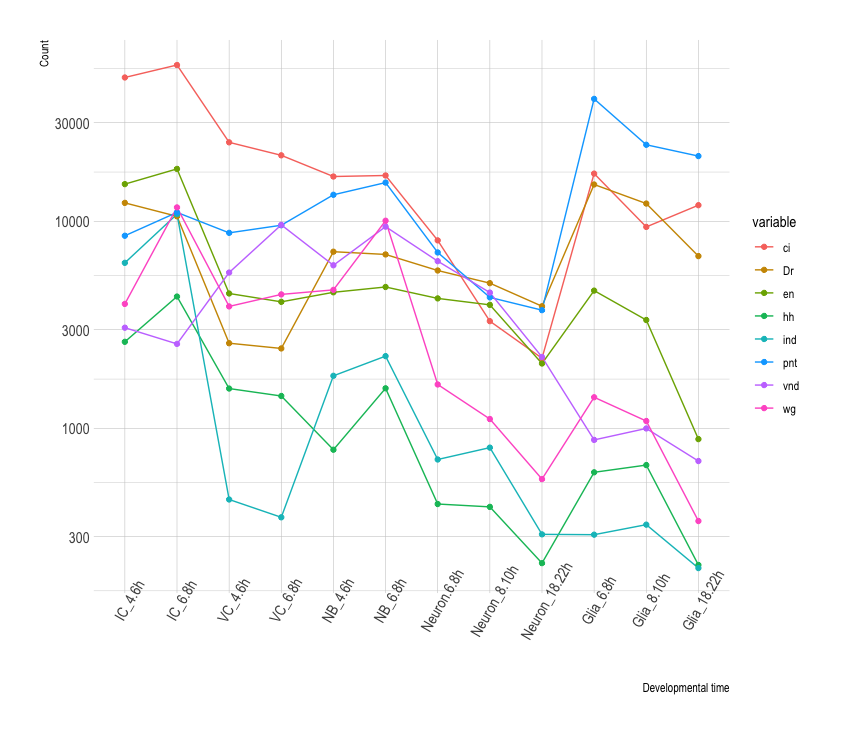 Count
30000
10000
3000
1000
300
IC_4.6h
IC_6.8h
VC_4.6h
VC_6.8h
NB_4.6h
NB_6.8h
Neuron.6.8h
Neuron_8.10h
Neuron_18.22h
Glia_6.8h
Glia_8.10h
Glia_18.22h
Developmental time
variable
ci
Dr
en
hh
ind
pnt
vnd
wg